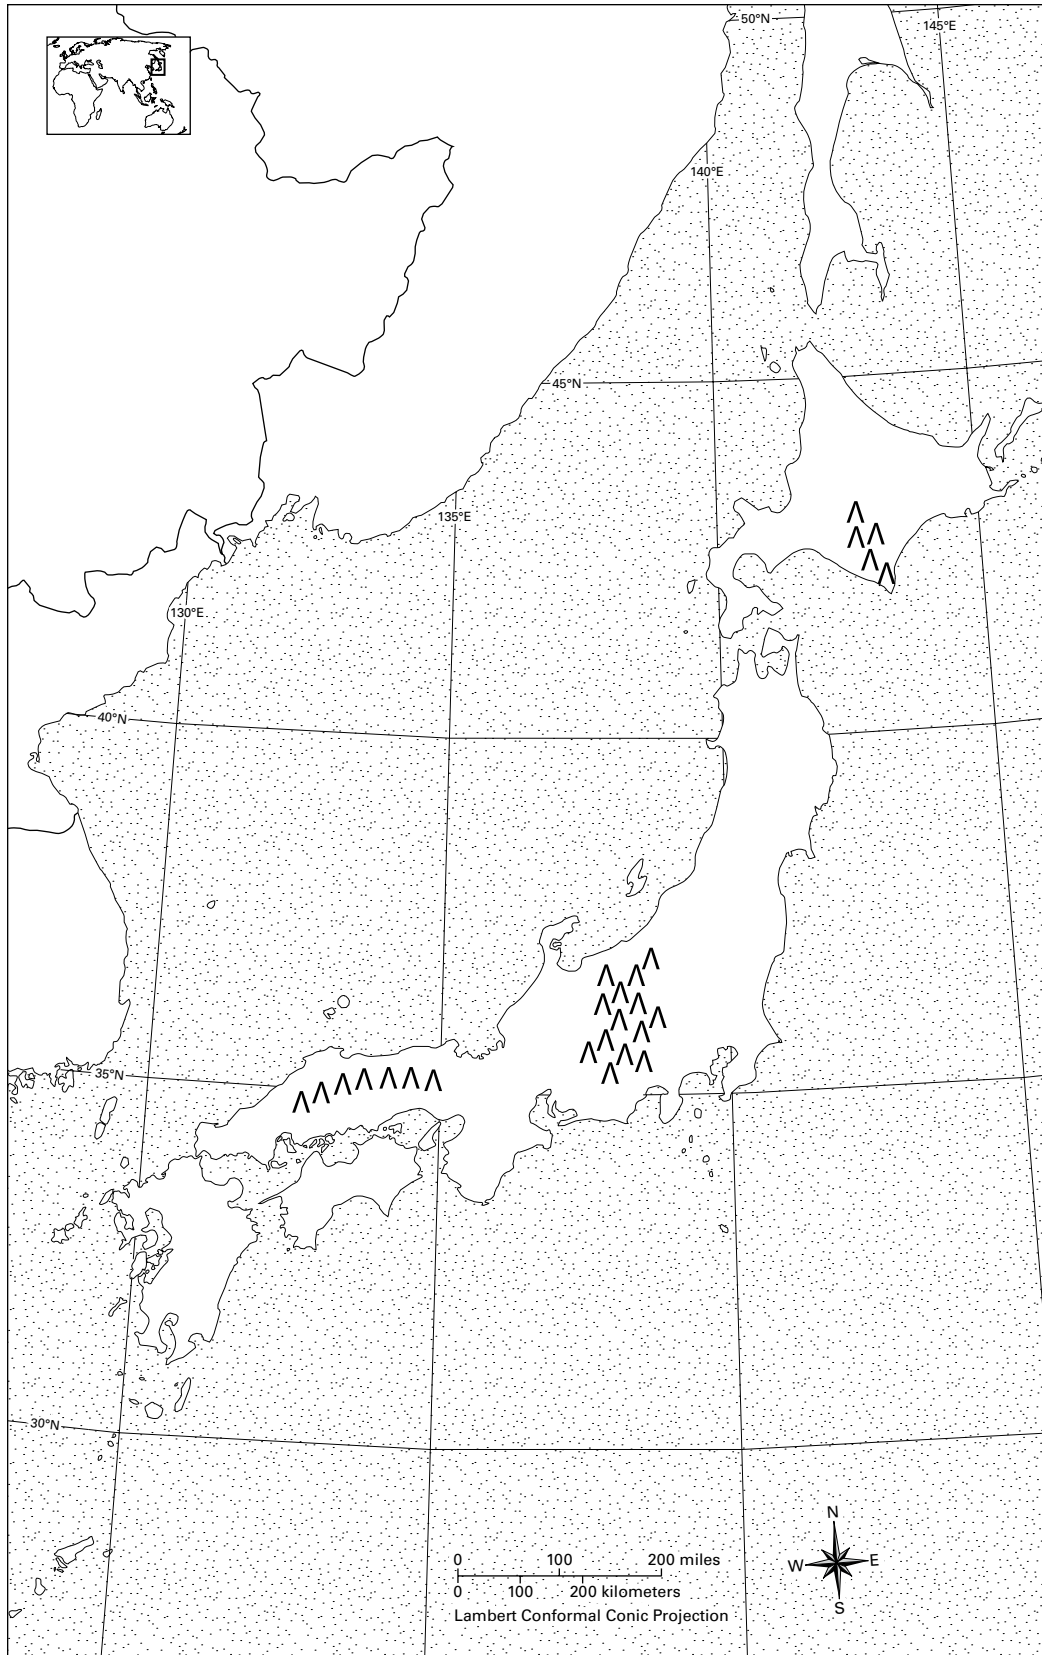 50°N
145°E
140°E
45°N
135°E
130°E
40°N
35°N
30°N
N
W E
S
0 100 200 miles
0 100 200 kilometers
Lambert Conformal Conic Projection